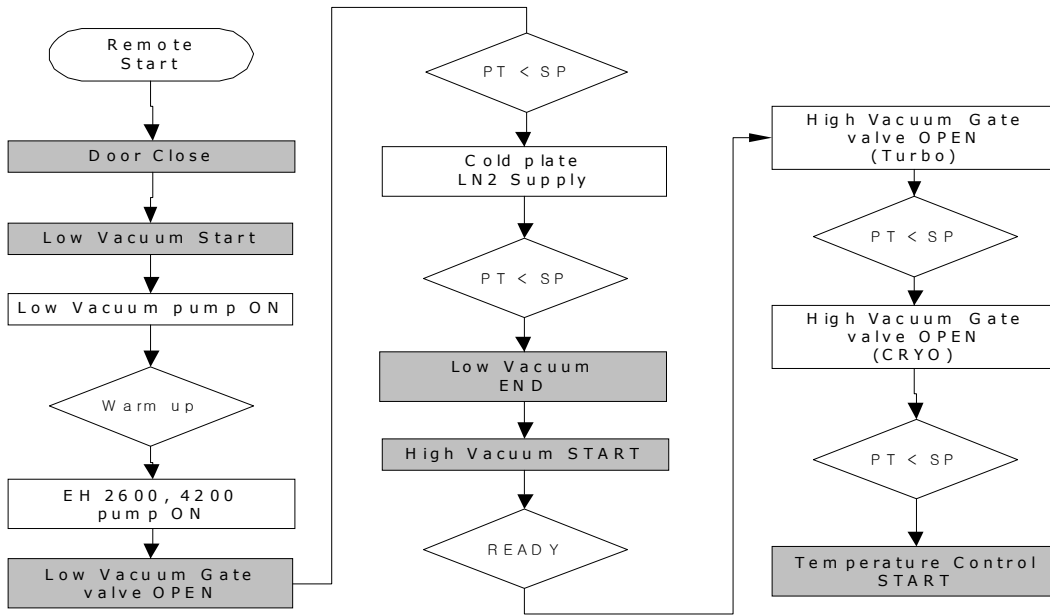 Remote
Start
Door Close
Low Vacuum Start
Low Vacuum pump ON
Warm up
EH 2600, 4200
pump ON
Low Vacuum Gate
valve OPEN
PT < SP
Cold plate
LN2 Supply
PT < SP
Low Vacuum
END
High Vacuum START
READY
High Vacuum Gate
valve OPEN
(Turbo)
PT < SP
High Vacuum Gate
valve OPEN
(CRYO)
PT < SP
Temperature Control
START